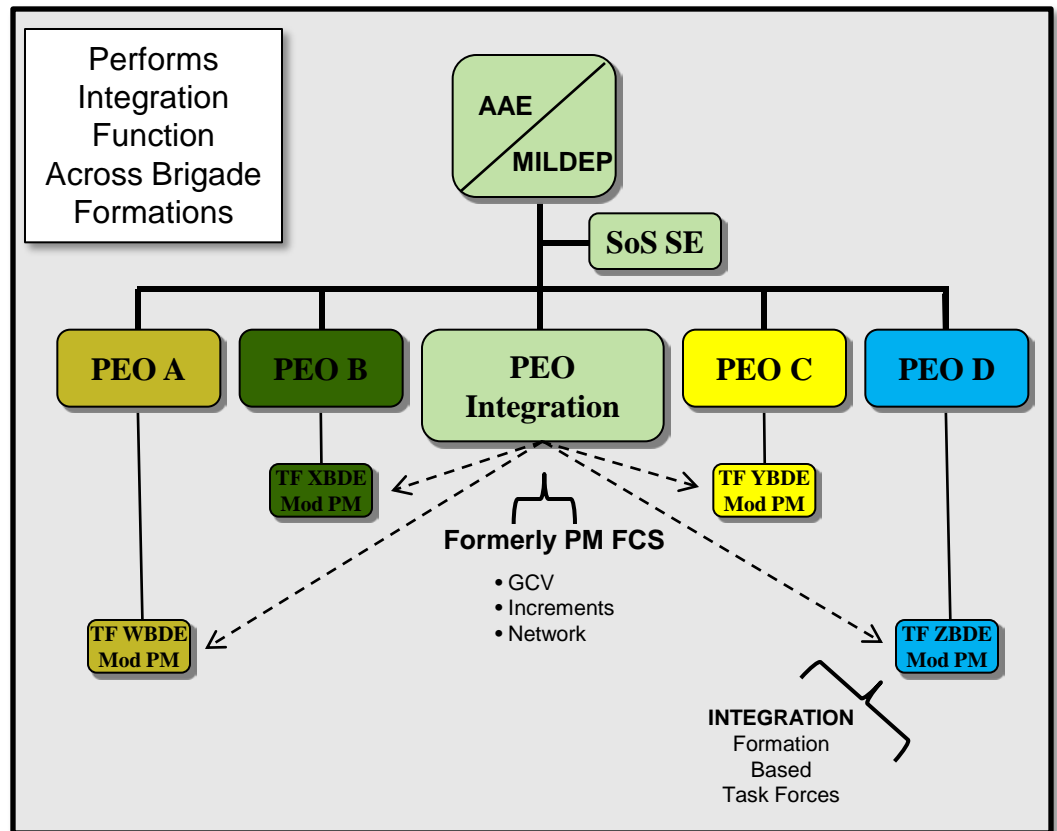 Performs
Integration
Function
Across Brigade
Formations
AAE
MILDEP
SoS SE
PEO A
PEO B
PEO
Integration
PEO C
PEO D
TF XBDE
Mod PM
TF YBDE
Mod PM
Formerly PM FCS
• GCV
• Increments
• Network
TF WBDE
Mod PM
TF ZBDE
Mod PM
INTEGRATION
Formation
Based
Task Forces